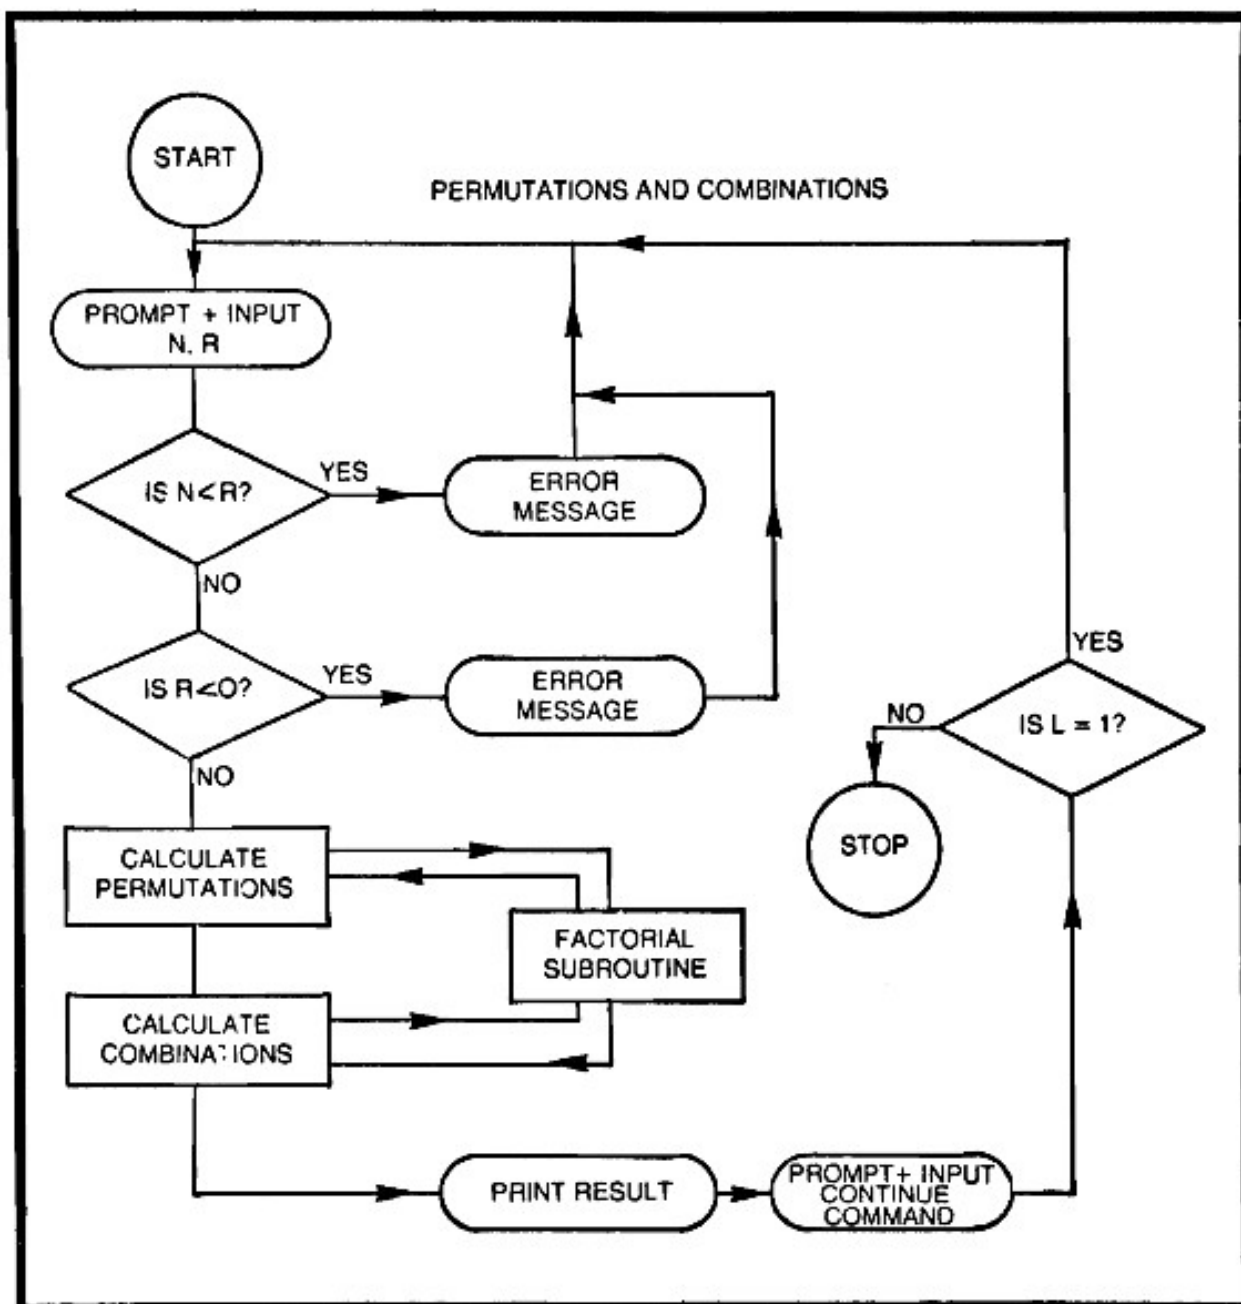 START
PERMUTATIONS AND COMBINATIONS
PROMPT + INPUT
N, R
IS N<R?
YES
ERROR
MESSAGE
NO
IS R<O?
YES
ERROR
MESSAGE
NO
YES
IS L = 1?
NO
STOP
CALCULATE
PERMUTATIONS
FACTORIAL
SUBROUTINE
CALCULATE
COMBINATIONS
PRINT RESULT
PROMPT+ INPUT
CONTINUE
COMMAND